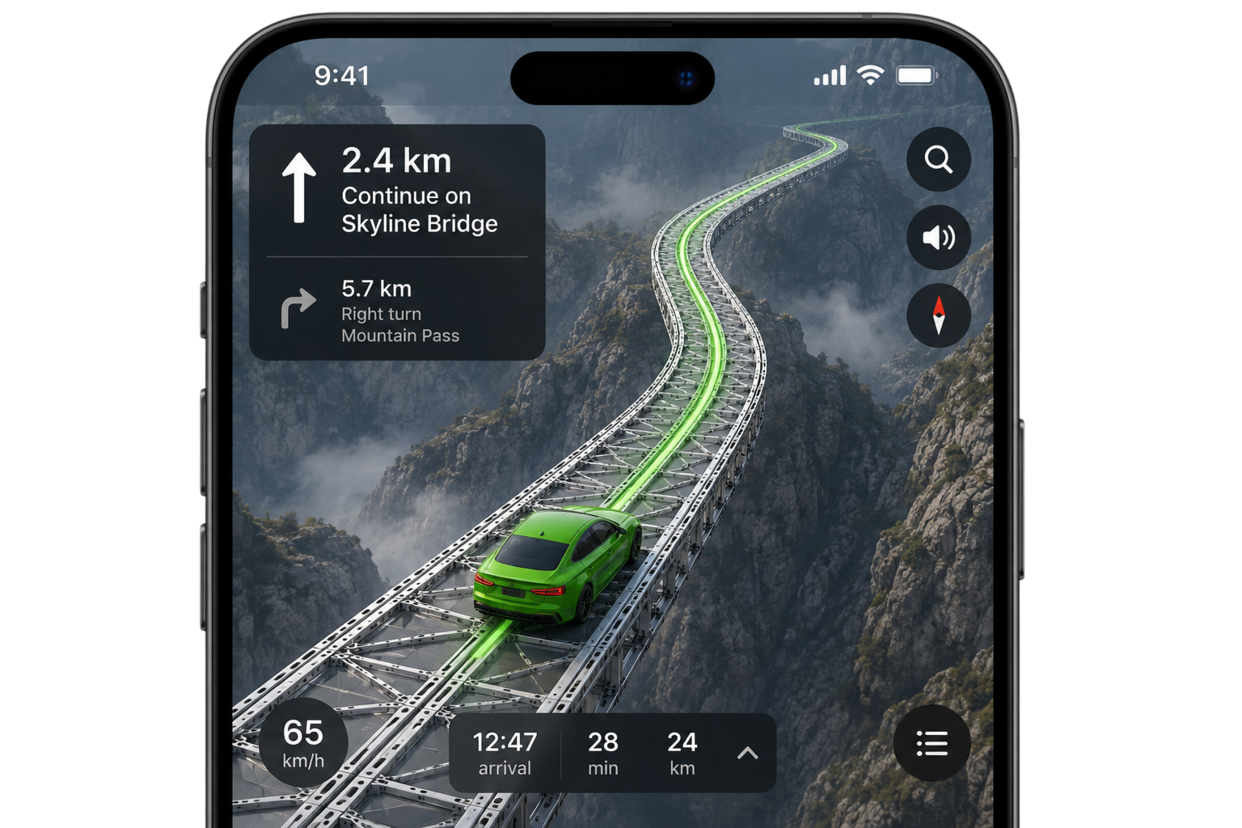 9:41
2.4 km
Continue on
Skyline Bridge
5.7 km
Right turn
Mountain Pass
65
km/h
12:47 28 24
arrival min km